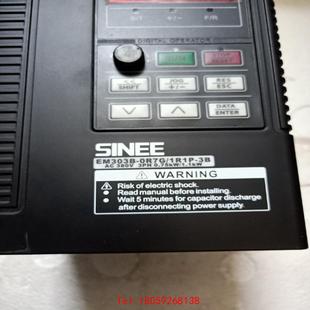 D/T +/- F/R
DIGITAL OPERATOR
<< SHIFT
JOG +/-
RES ESC
DATA ENTER
SINEE
EM303B-0R7G/1R1P-3B
AC 380V 3PH 0.75kW/1.1kW
WARNING
Risk of electric shock.
Read manual before installing.
Wait 5 minutes for capacitor discharge
after disconnecting power supply.
Tel:18059268138